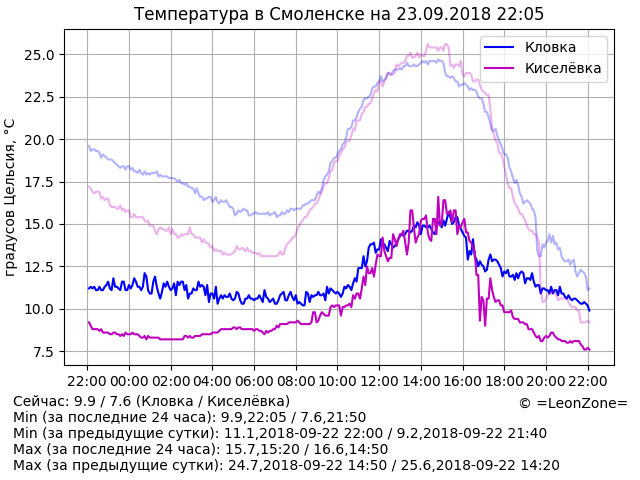 Температура в Смоленске на 23.09.2018 22:05
Кловка
Киселёвка
градусов Цельсия, °C
25.0
22.5
20.0
17.5
15.0
12.5
10.0
7.5
22:00 00:00 02:00 04:00 06:00 08:00 10:00 12:00 14:00 16:00 18:00 20:00 22:00
Сейчас: 9.9 / 7.6 (Кловка / Киселёвка)
© =LeonZone=
Min (за последние 24 часа): 9.9,22:05 / 7.6,21:50
Min (за предыдущие сутки): 11.1,2018-09-22 22:00 / 9.2,2018-09-22 21:40
Max (за последние 24 часа): 15.7,15:20 / 16.6,14:50
Max (за предыдущие сутки): 24.7,2018-09-22 14:50 / 25.6,2018-09-22 14:20